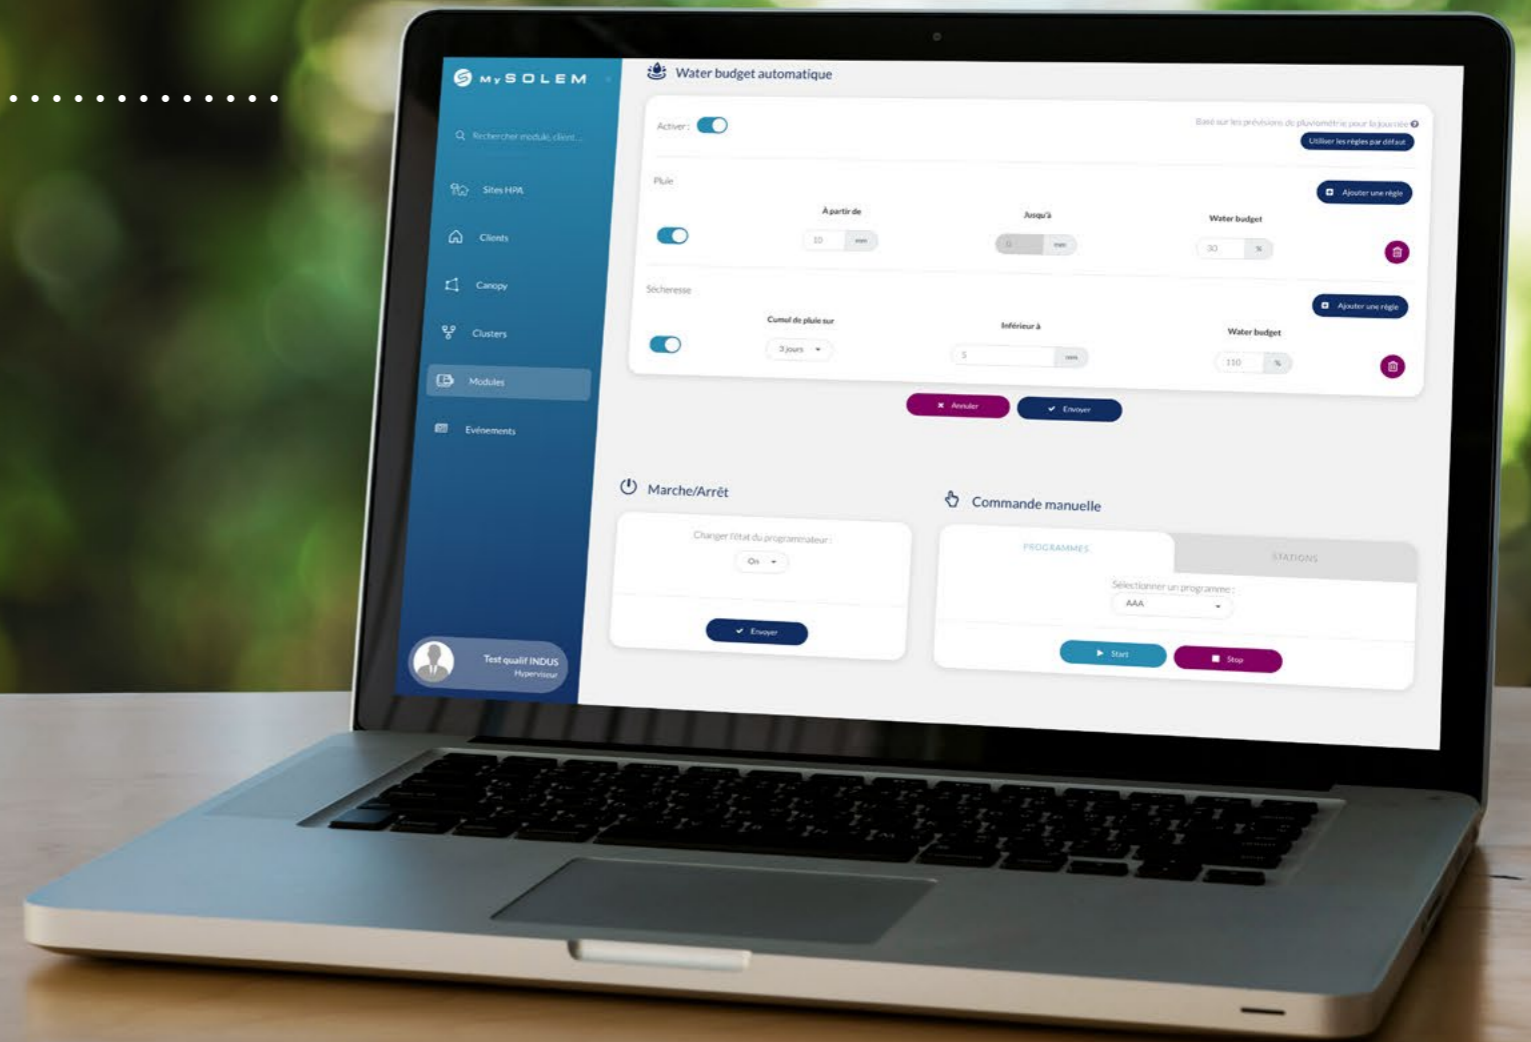 MySOLEM
Rechercher module, client...
Sites HPA
Clients
Canopy
Clusters
Modules
Evénements
Test qualif INDUS
Hyperviseur
Water budget automatique
Activer :
Basé sur les prévisions de pluviométrie pour la journée
Utiliser les règles par défaut
Pluie
Ajouter une règle
À partir de
Jusqu'à
Water budget
10 mm
0 mm
30 %
Sécheresse
Ajouter une règle
Cumul de pluie sur
Inférieur à
Water budget
3 jours
5 mm
110 %
Annuler
Envoyer
Marche/Arrêt
Changer l'état du programmateur :
On
Envoyer
Commande manuelle
PROGRAMMES
STATIONS
Sélectionner un programme :
AAA
Start
Stop